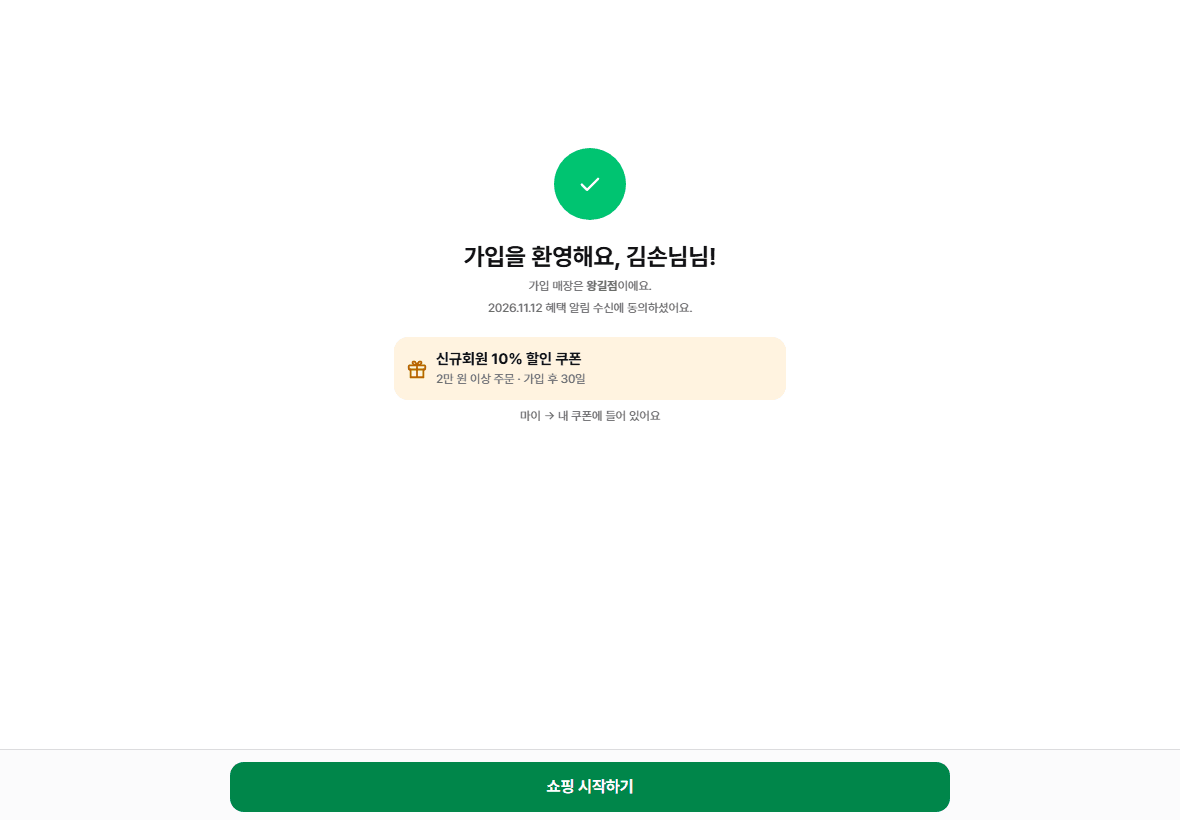 가입을 환영해요, 김손님님!
가입 매장은 왕길점이에요.
2026.11.12 혜택 알림 수신에 동의하셨어요.
신규회원 10% 할인 쿠폰
2만 원 이상 주문 · 가입 후 30일
마이 → 내 쿠폰에 들어 있어요
쇼핑 시작하기